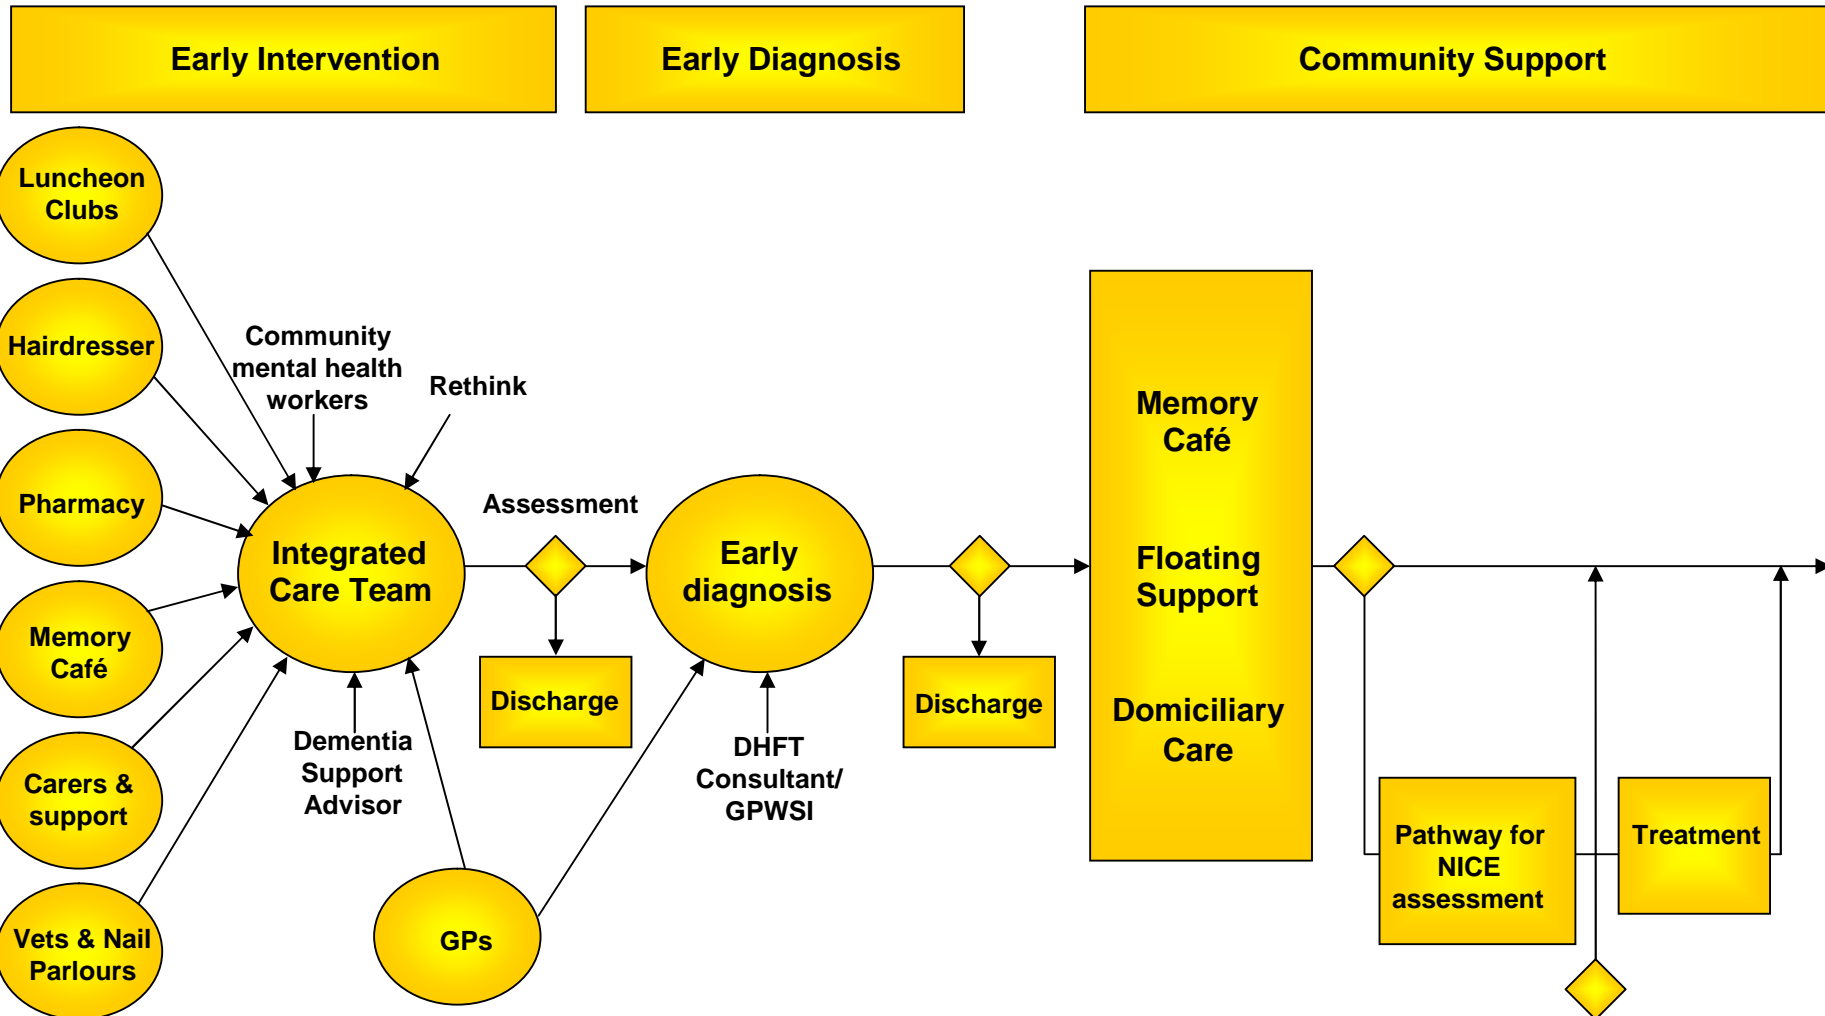 Early Intervention
Early Diagnosis
Community Support
Luncheon
Clubs
Hairdresser
Pharmacy
Memory
Café
Carers &
support
Vets & Nail
Parlours
Community
mental health
workers
Rethink
Integrated
Care Team
Dementia
Support
Advisor
GPs
Assessment
Discharge
Early
diagnosis
DHFT
Consultant/
GPWSI
Discharge
Memory
Café
Floating
Support
Domiciliary
Care
Pathway for
NICE
assessment
Treatment